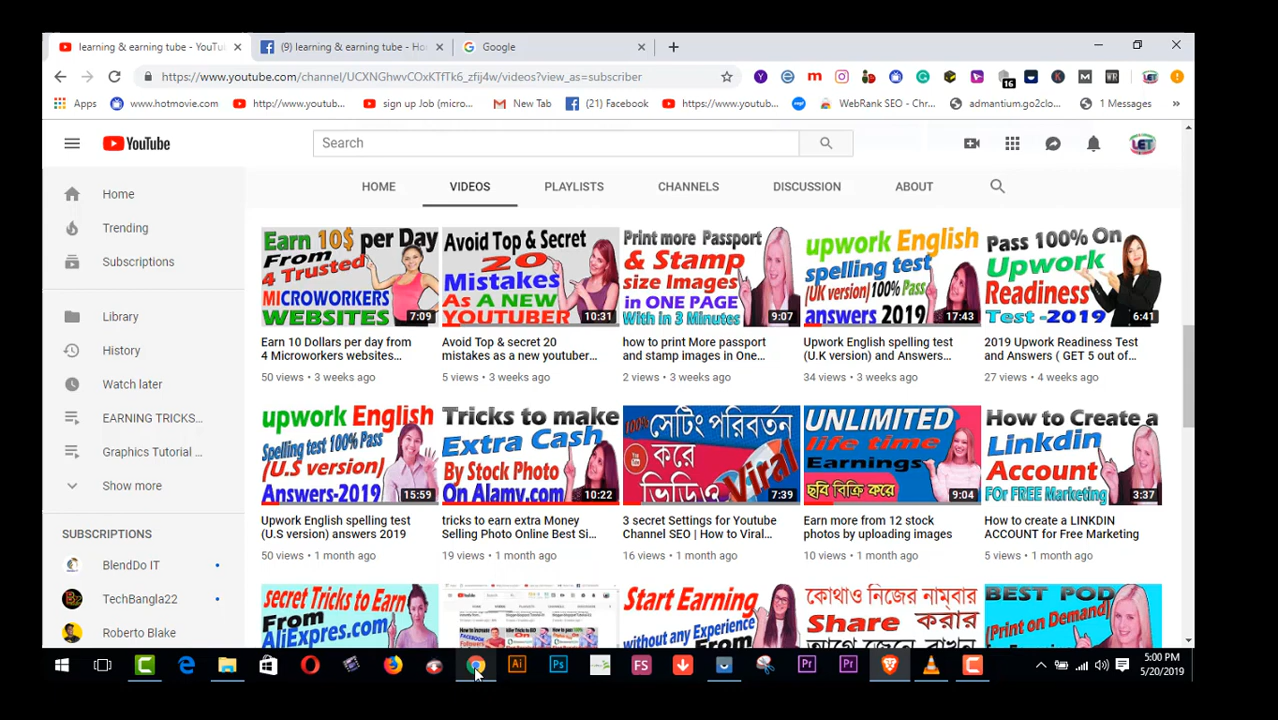 learning & earning tube - YouTu
(9) learning & earning tube - Ho
Google
https://www.youtube.com/channel/UCXNGhwvCOxKTfTk6_zfij4w/videos?view_as=subscriber
16
WR
Apps
www.hotmovie.com
http://www.youtub...
sign up Job (micro...
New Tab
(21) Facebook
https://www.youtub...
WebRank SEO - Chr...
admantium.go2clo...
1 Messages
YouTube
Search
LET
HOME
VIDEOS
PLAYLISTS
CHANNELS
DISCUSSION
ABOUT
Home
Trending
Subscriptions
Library
History
Watch later
EARNING TRICKS...
Graphics Tutorial ...
Show more
SUBSCRIPTIONS
BlendDo IT
TechBangla22
Roberto Blake
Earn 10$ per Day
From
4 Trusted
MICROWORKERS
WEBSITES
7:09
Earn 10 Dollars per day from
4 Microworkers websites...
50 views • 3 weeks ago
Avoid Top & Secret
20
Mistakes
As A NEW
YOUTUBER
10:31
Avoid Top & secret 20
mistakes as a new youtuber...
5 views • 3 weeks ago
Print more Passport
& Stamp
size Images
in ONE PAGE
With in 3 Minutes
9:07
how to print More passport
and stamp images in One...
2 views • 3 weeks ago
upwork English
spelling test
(UK version) 100% Pass
answers 2019
17:43
Upwork English spelling test
(U.K version) and Answers...
34 views • 3 weeks ago
Pass 100% On
Upwork
Readiness
Test -2019
6:41
2019 Upwork Readiness Test
and Answers ( GET 5 out of...
27 views • 4 weeks ago
upwork English
Spelling test 100% Pass
(U.S version)
Answers-2019
15:59
Upwork English spelling test
(U.S version) answers 2019
50 views • 1 month ago
Tricks to make
Extra Cash
By Stock Photo
On Alamy.com
10:22
tricks to earn extra Money
Selling Photo Online Best Si...
19 views • 1 month ago
100%
সেটিং পরিবর্তন
করে
ভিডিও Viral
7:39
3 secret Settings for Youtube
Channel SEO | How to Viral...
16 views • 1 month ago
UNLIMITED
life time
Earnings
ছবি বিক্রি করে
9:04
Earn more from 12 stock
photos by uploading images
10 views • 1 month ago
How to Create a
Linkdin
Account
FOr FREE Marketing
3:37
How to create a LINKDIN
ACCOUNT for Free Marketing
5 views • 1 month ago
secret Tricks to Earn
From
AliExpres.com
Start Earning
without any Experience
From
কোথাও নিজের নাম্বার
Share করার
আগে জেনে রাখুন
BEST POD
(Print on Demand)
Ai
Ps
FS
Pr
Pr
5:00 PM
5/20/2019